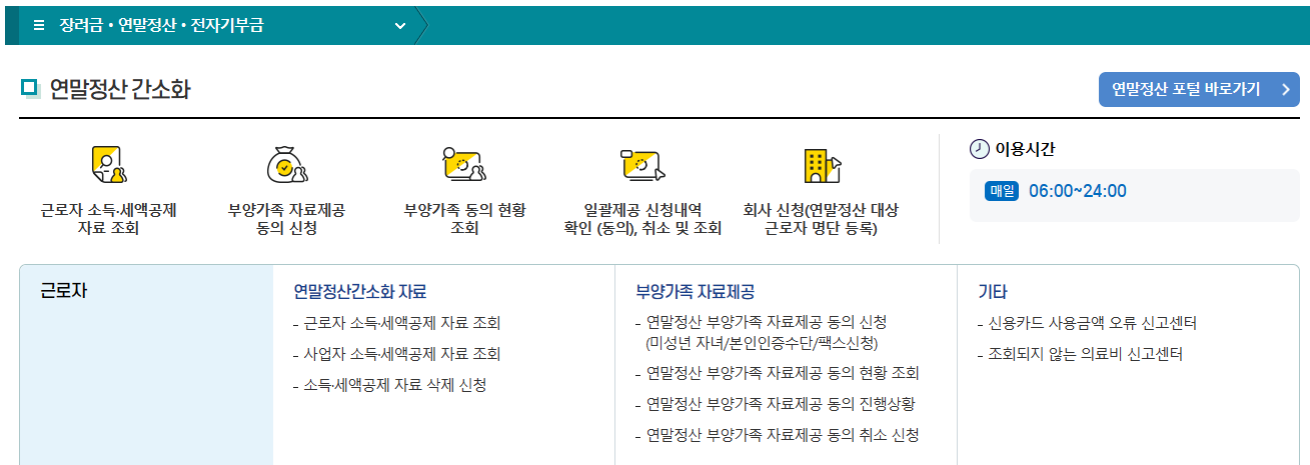 장려금 • 연말정산 • 전자기부금
연말정산 간소화
연말정산 포털 바로가기
근로자 소득·세액공제
자료 조회
부양가족 자료제공
동의 신청
부양가족 동의 현황
조회
일괄제공 신청내역
확인 (동의), 취소 및 조회
회사 신청(연말정산 대상
근로자 명단 등록)
이용시간
매일 06:00~24:00
근로자
연말정산간소화 자료
- 근로자 소득·세액공제 자료 조회
- 사업자 소득·세액공제 자료 조회
- 소득·세액공제 자료 삭제 신청
부양가족 자료제공
- 연말정산 부양가족 자료제공 동의 신청
(미성년 자녀/본인인증수단/팩스신청)
- 연말정산 부양가족 자료제공 동의 현황 조회
- 연말정산 부양가족 자료제공 동의 진행상황
- 연말정산 부양가족 자료제공 동의 취소 신청
기타
- 신용카드 사용금액 오류 신고센터
- 조회되지 않는 의료비 신고센터